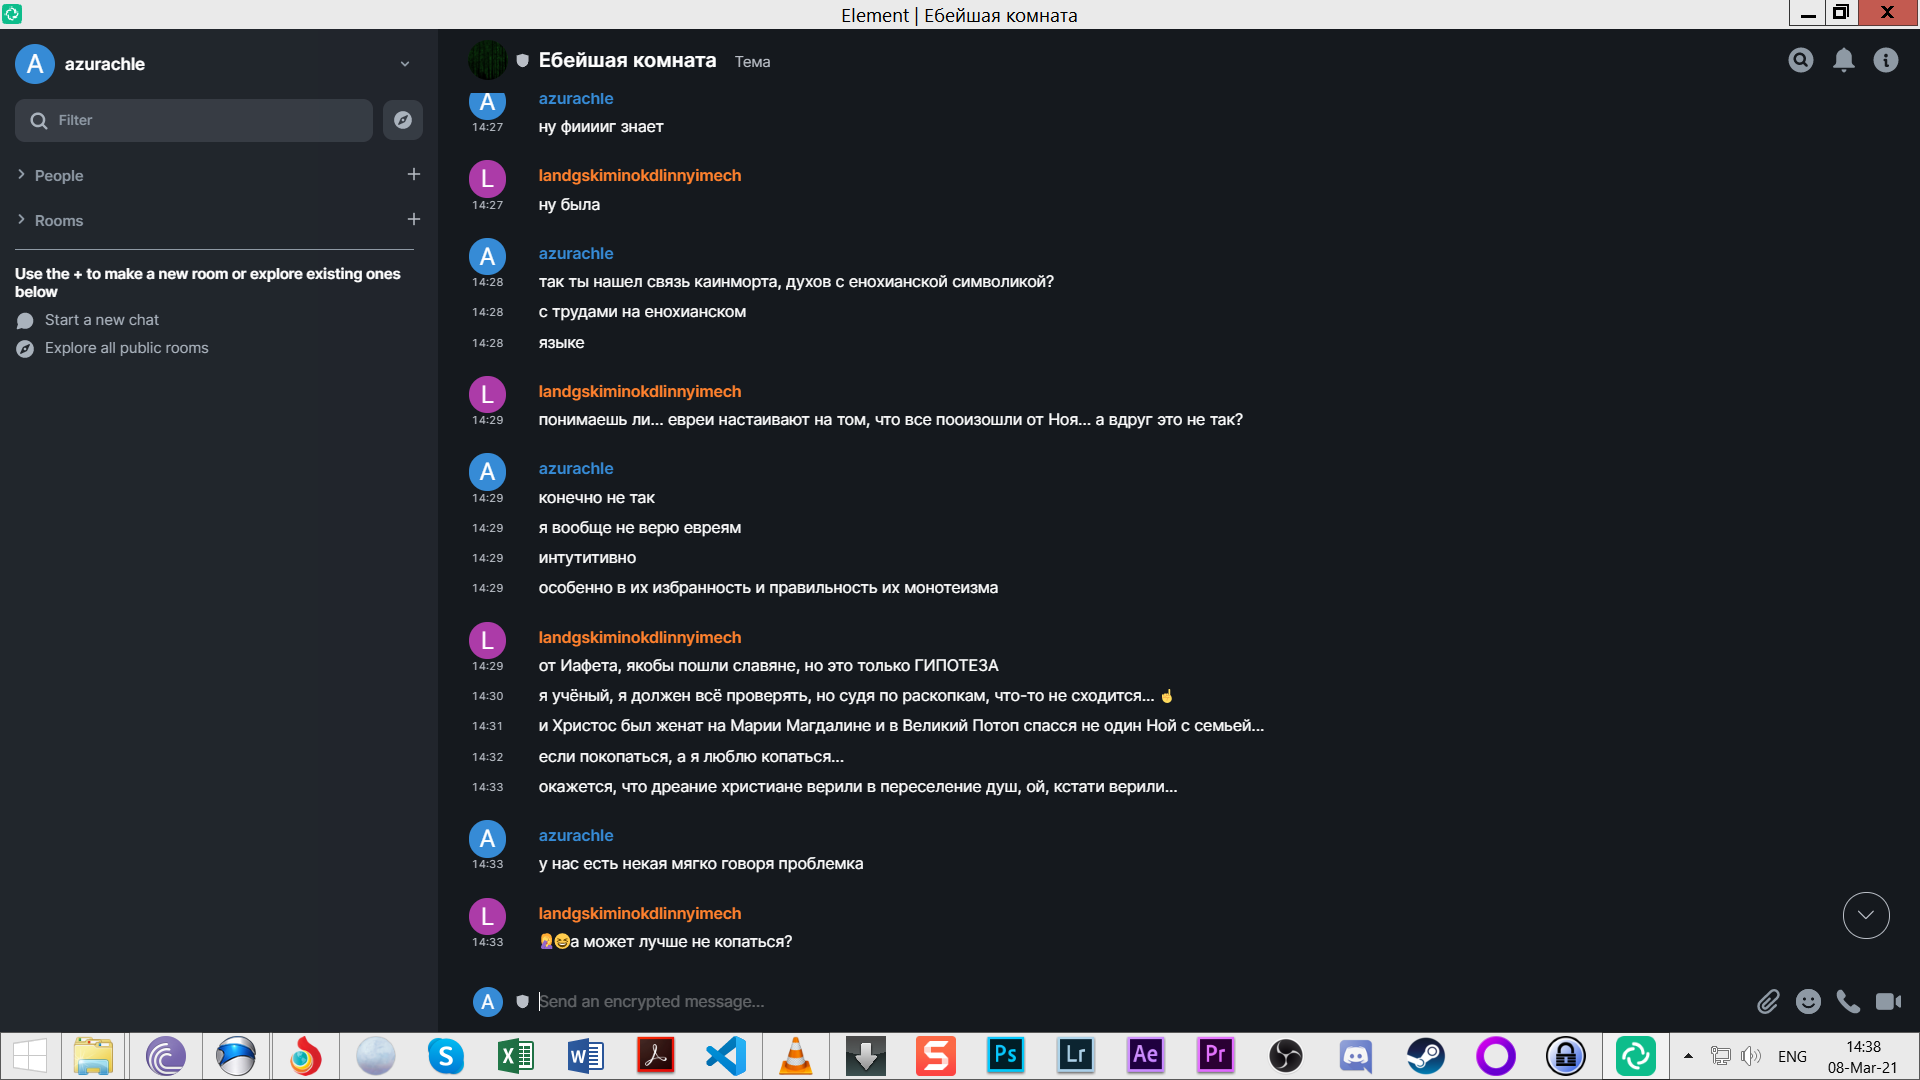 Element | Ебейшая комната
A azurachle
Filter
People
Rooms
Use the + to make a new room or explore existing ones
below
Start a new chat
Explore all public rooms
Ебейшая комната Тема
A azurachle
14:27 ну фииииг знает
L landgskiminokdlinnyimech
14:27 ну была
A azurachle
14:28 так ты нашел связь каинморта, духов с енохианской символикой?
14:28 с трудами на енохианском
14:28 языке
L landgskiminokdlinnyimech
14:29 понимаешь ли... евреи настаивают на том, что все пооизошли от Ноя... а вдруг это не так?
A azurachle
14:29 конечно не так
14:29 я вообще не верю евреям
14:29 интутитивно
14:29 особенно в их избранность и правильность их монотеизма
L landgskiminokdlinnyimech
14:29 от Иафета, якобы пошли славяне, но это только ГИПОТЕЗА
14:30 я учёный, я должен всё проверять, но судя по раскопкам, что-то не сходится... ☝
14:31 и Христос был женат на Марии Магдалине и в Великий Потоп спасся не один Ной с семьей...
14:32 если покопаться, а я люблю копаться...
14:33 окажется, что дреание христиане верили в переселение душ, ой, кстати верили...
A azurachle
14:33 у нас есть некая мягко говоря проблемка
L landgskiminokdlinnyimech
14:33 🤦‍♀️😆а может лучше не копаться?
A Send an encrypted message...
S X W Ps Lr Ae Pr ENG 14:38
08-Mar-21